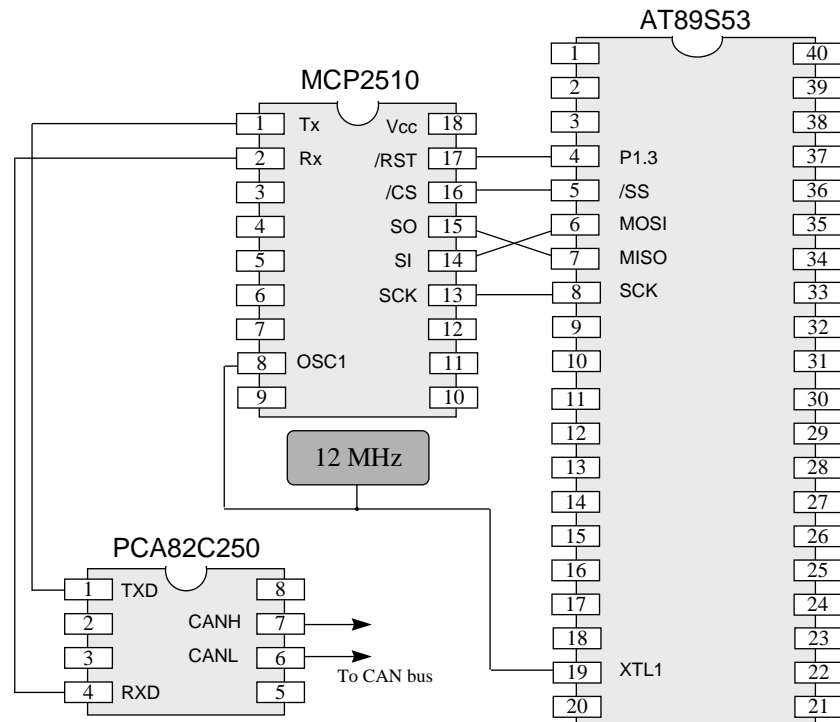 AT89S53
1 40
2 39
3 38
4 P1.3 37
5 /SS 36
6 MOSI 35
7 MISO 34
8 SCK 33
9 32
10 31
11 30
12 29
13 28
14 27
15 26
16 25
17 24
18 23
19 XTL1 22
20 21
MCP2510
1 Tx Vcc 18
2 Rx /RST 17
3 /CS 16
4 SO 15
5 SI 14
6 SCK 13
7 12
8 OSC1 11
9 10
12 MHz
PCA82C250
1 TXD 8
2 CANH 7
3 CANL 6
4 RXD 5
To CAN bus